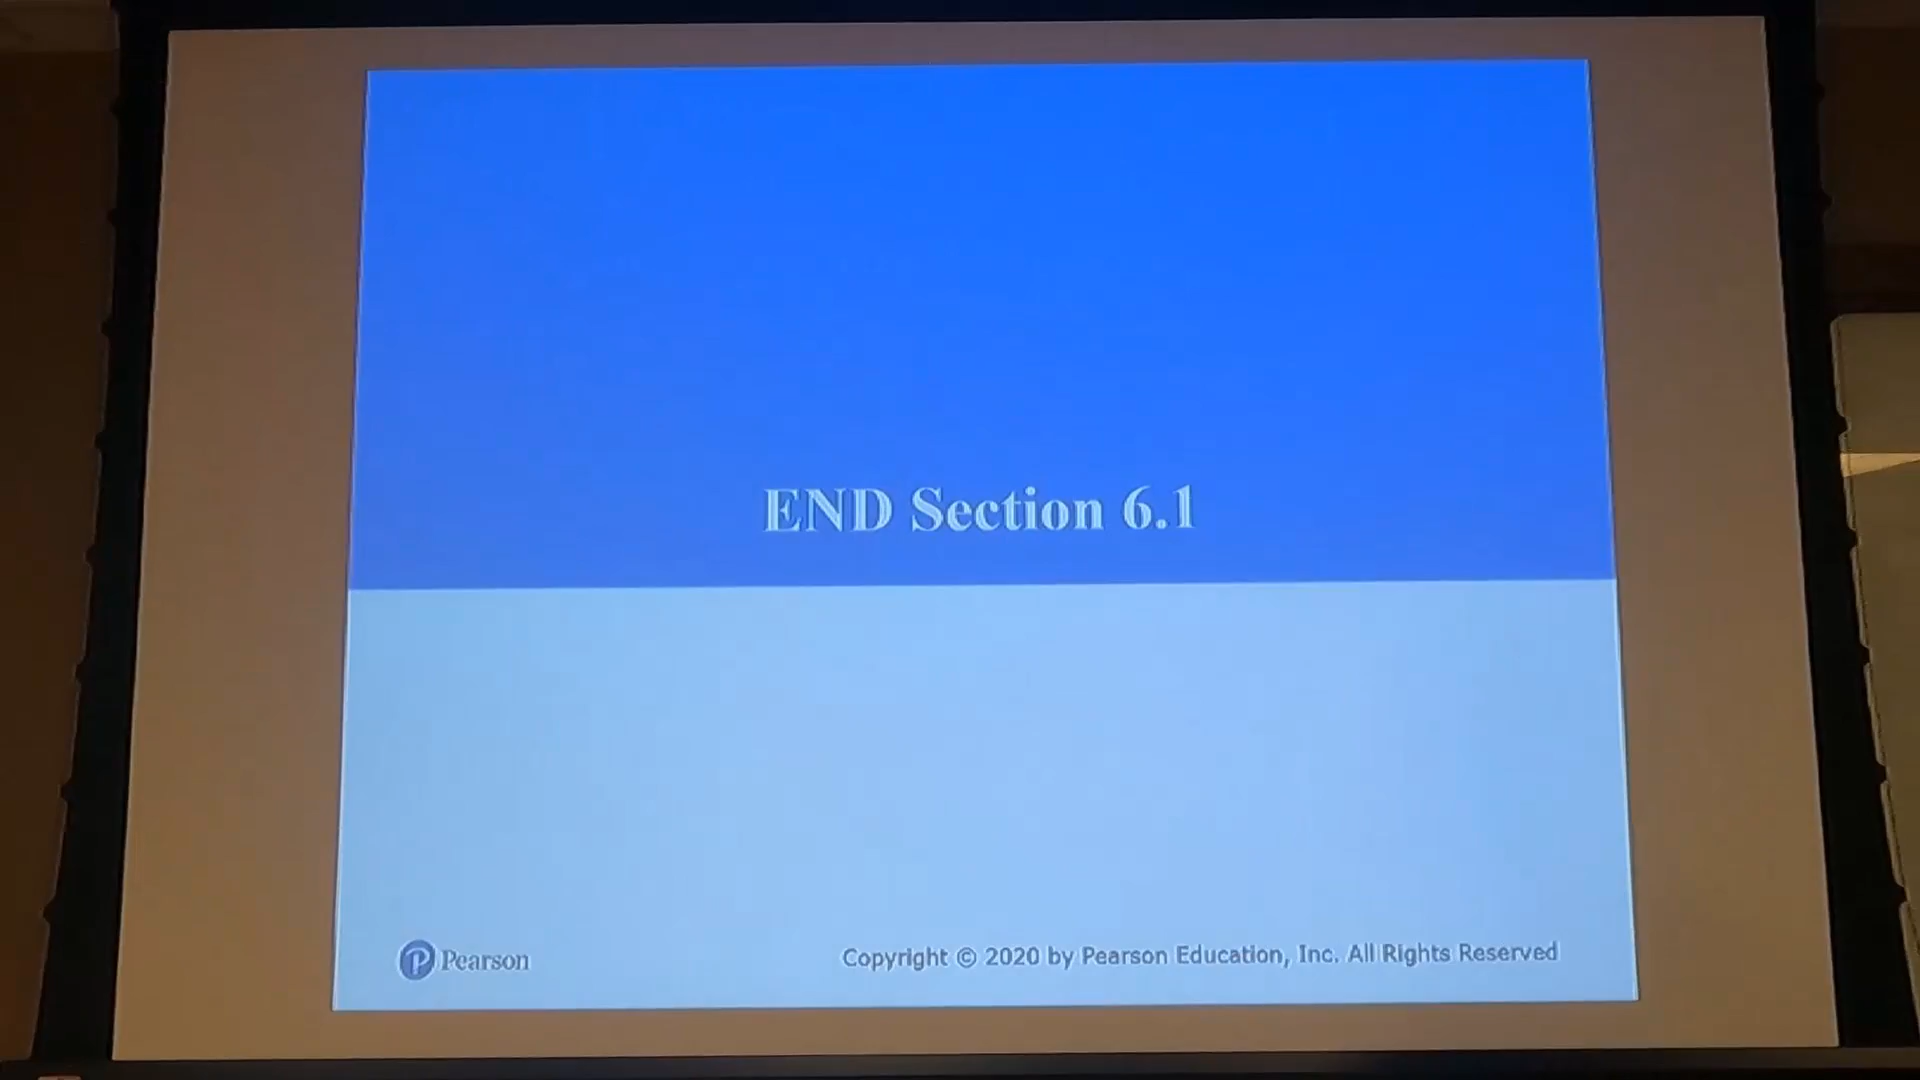 END Section 6.1
Pearson
Copyright © 2020 by Pearson Education, Inc. All Rights Reserved